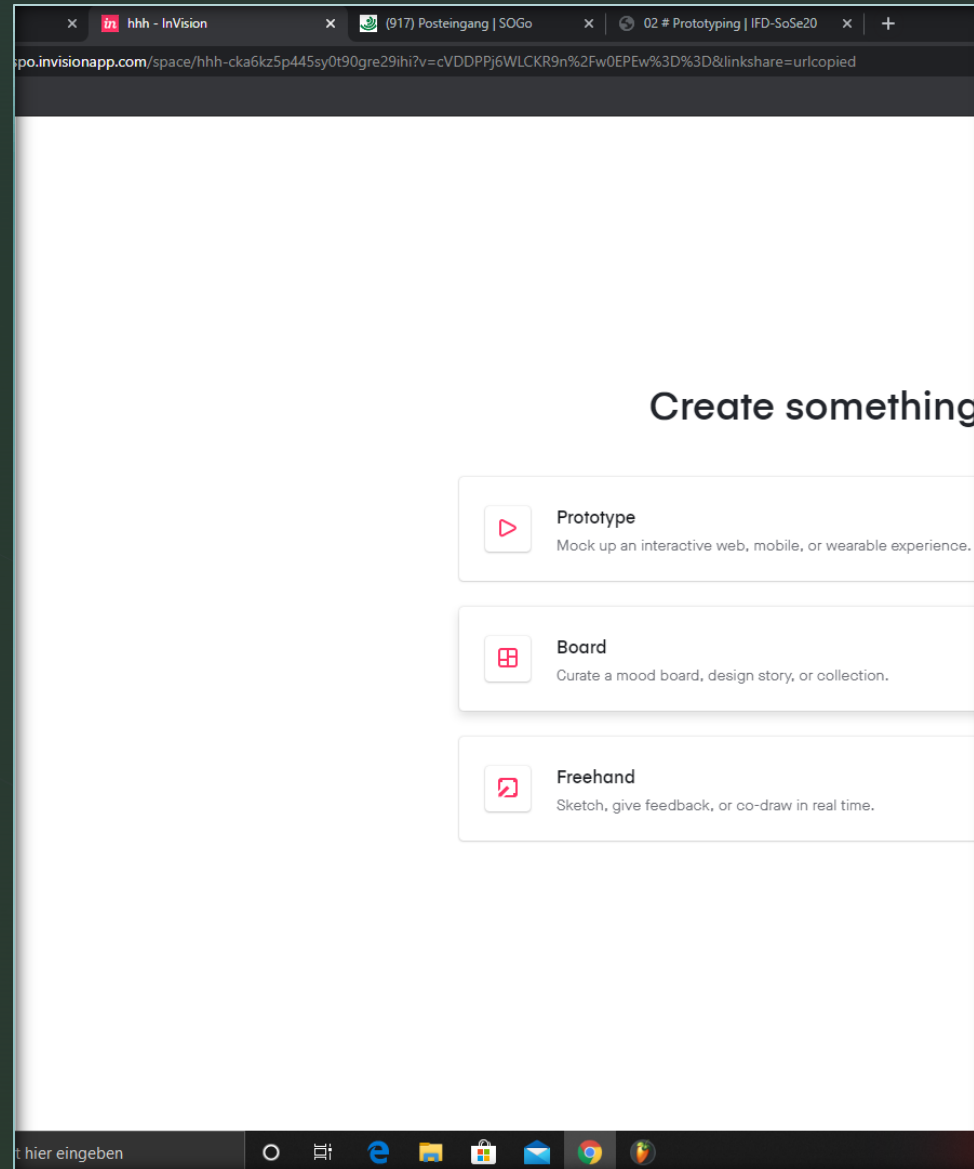 in hhh - InVision
(917) Posteingang | SOGo
02 # Prototyping | IFD-SoSe20
spo.invisionapp.com/space/hhh-cka6kz5p445sy0t90gre29ihi?v=cVDDPPj6WLCKR9n%2Fw0EPEw%3D%3D&linkshare=urlcopied
Create something
Prototype
Mock up an interactive web, mobile, or wearable experience.
Board
Curate a mood board, design story, or collection.
Freehand
Sketch, give feedback, or co-draw in real time.
t hier eingeben